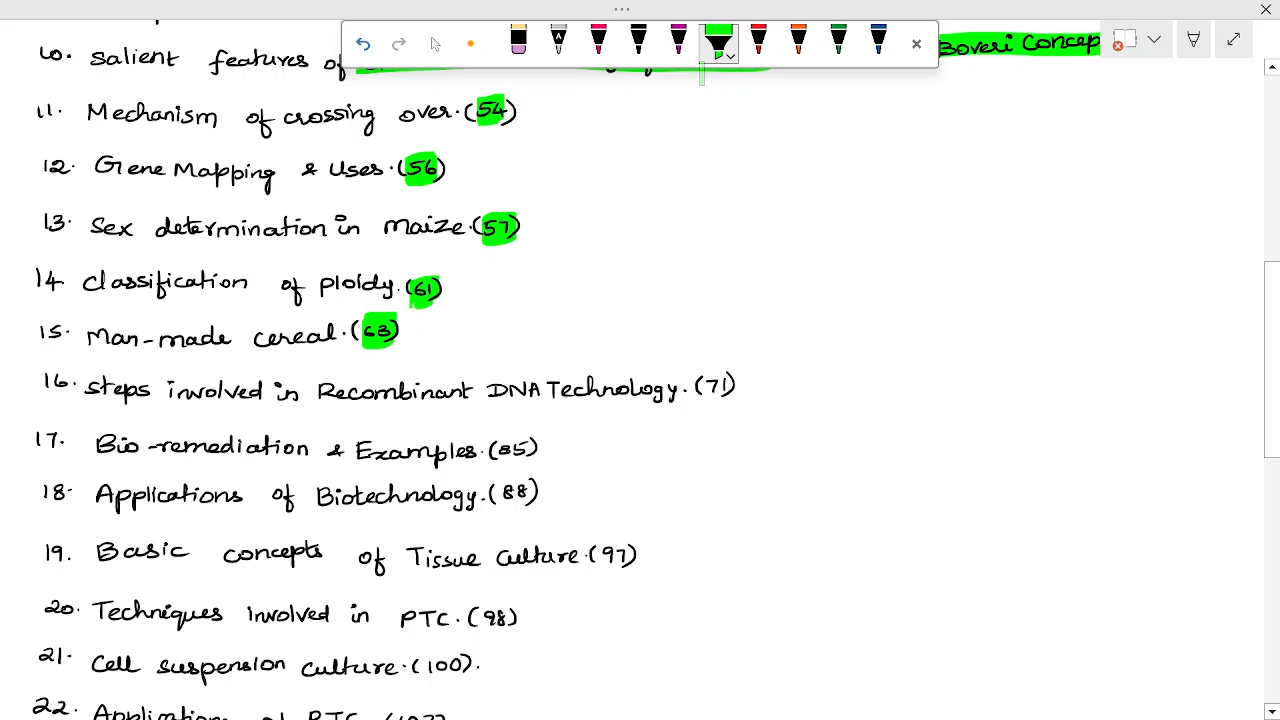 10. Salient features of Boveri Concep
11. Mechanism of crossing over. (54)
12. Gene Mapping & Uses. (56)
13. Sex determination in Maize. (57)
14. Classification of ploidy. (61)
15. Man-made cereal. (63)
16. Steps involved in Recombinant DNA Technology. (71)
17. Bio-remediation & Examples. (85)
18. Applications of Biotechnology. (88)
19. Basic concepts of Tissue Culture. (97)
20. Techniques involved in PTC. (98)
21. Cell suspension culture. (100).
22. Applications of PTC